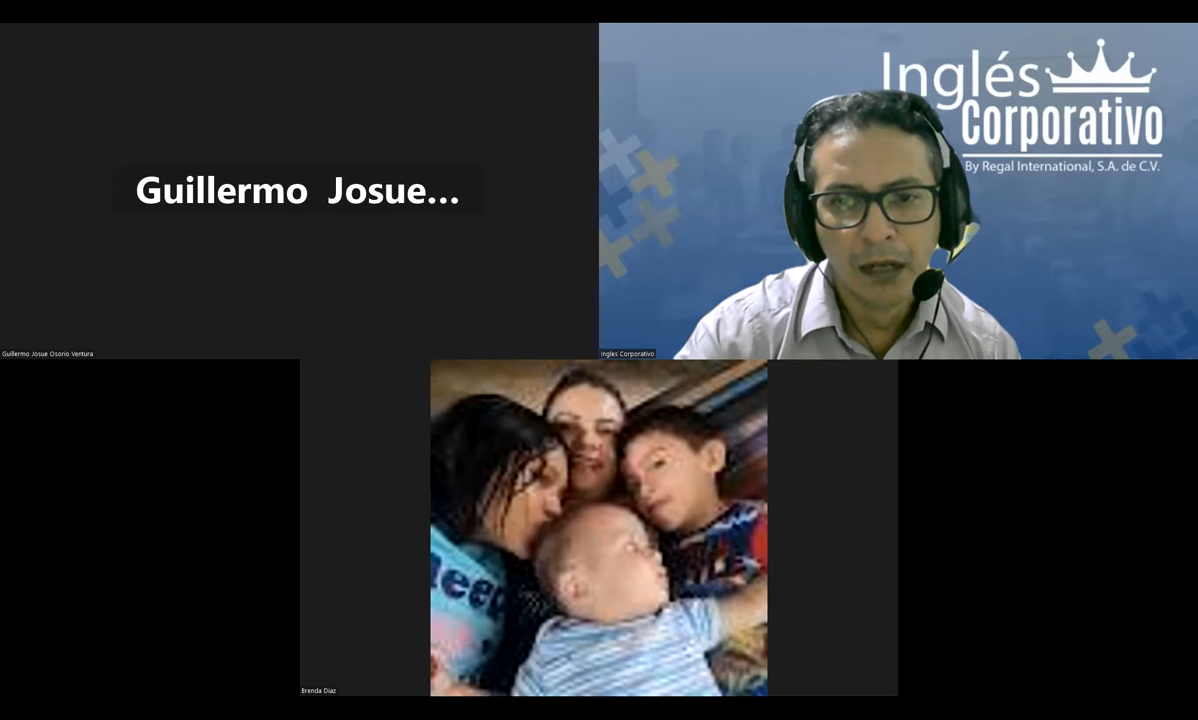 Guillermo Josue...
Guillermo Josue Osorio Ventura
Inglés
Corporativo
By Regal International, S.A. de C.V.
Ingles Corporativo
Brenda Diaz